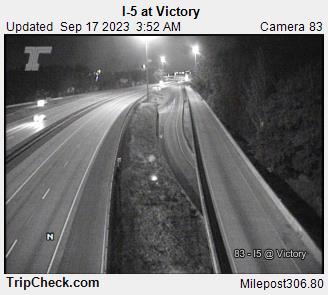 I-5 at Victory
Updated Sep 17 2023 3:52 AM Camera 83
T
N
83 - I5 @ Victory
TripCheck.com Milepost306.80